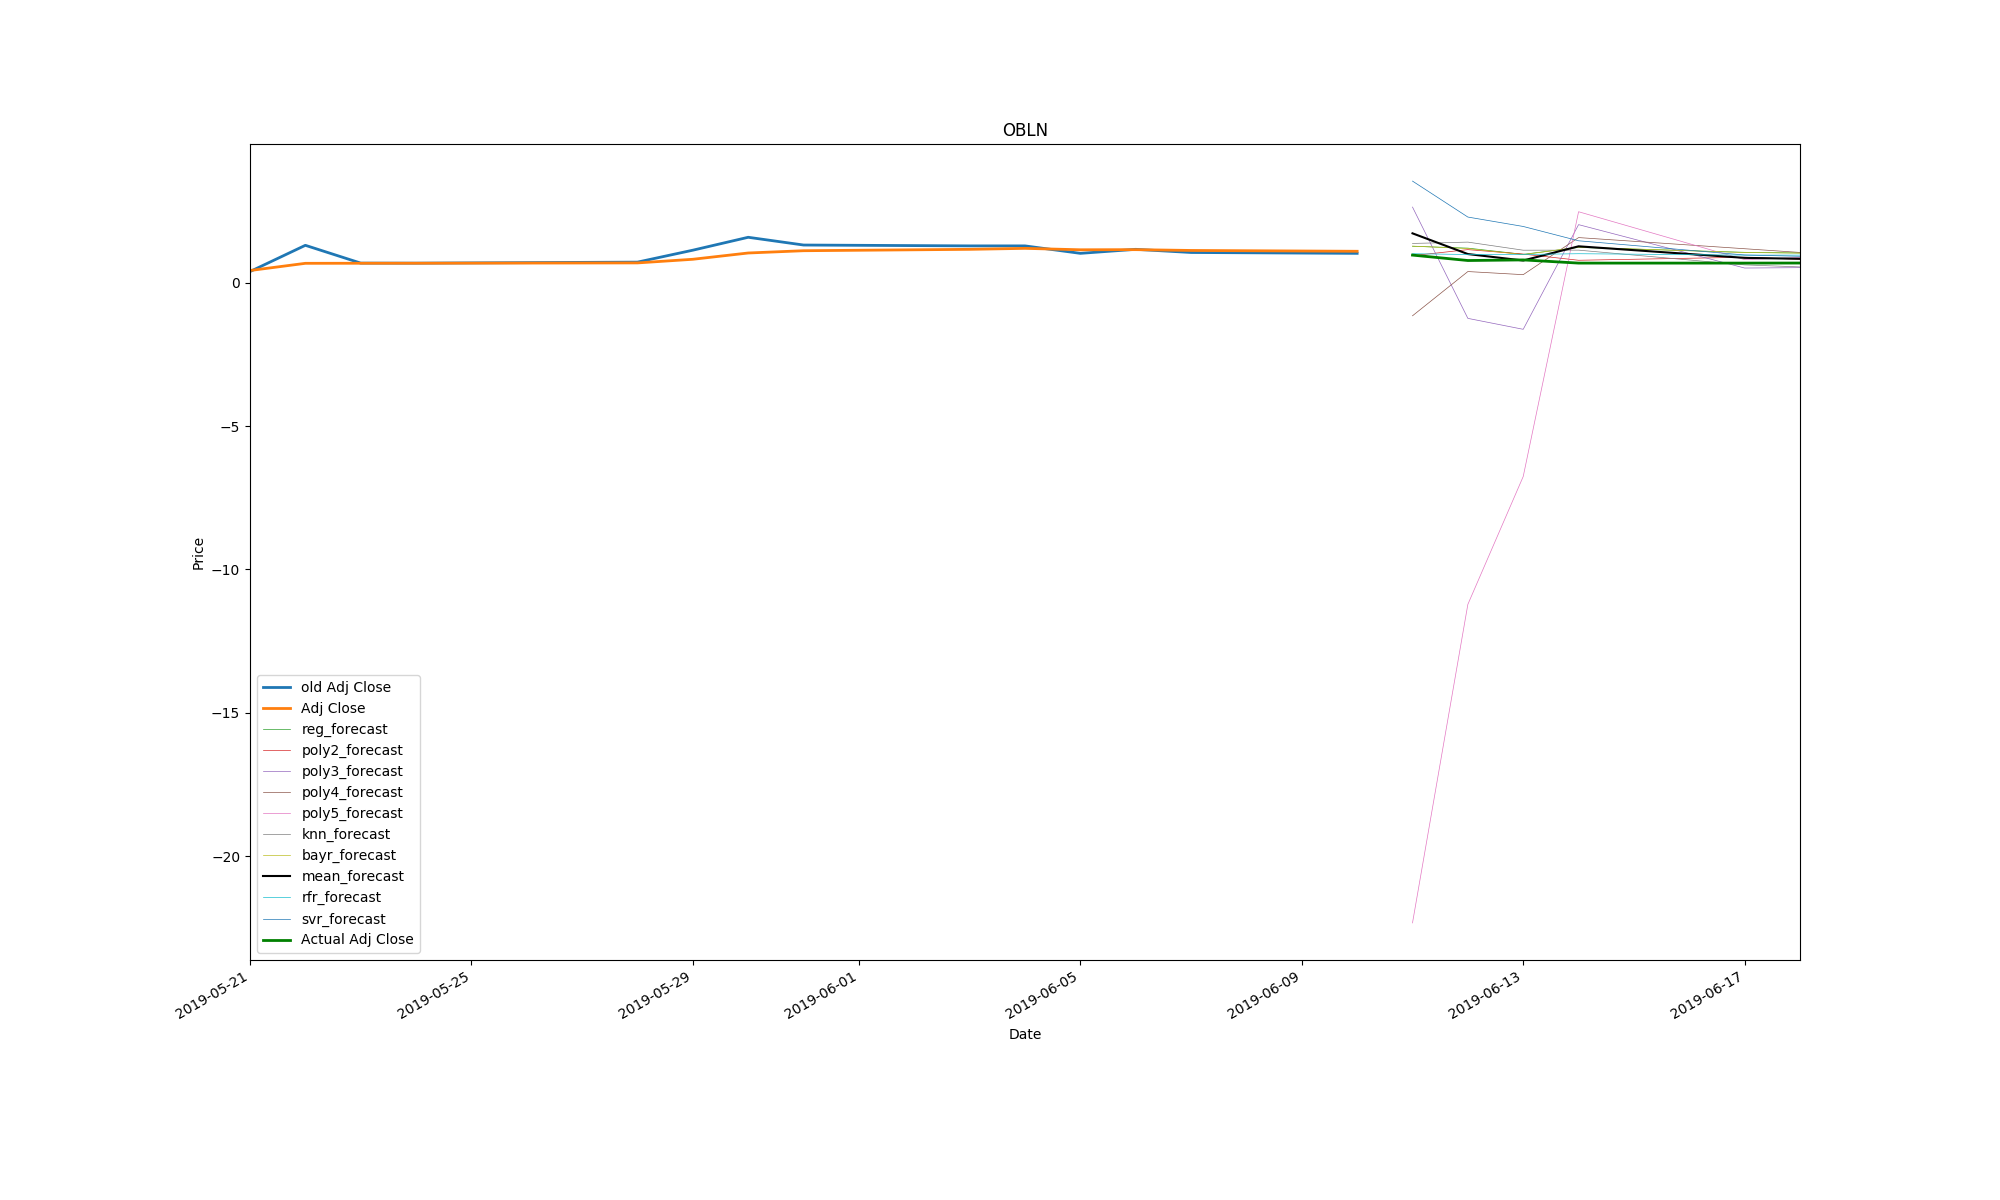 OBLN
Price
0
−5
−10
−15
−20
old Adj Close
Adj Close
reg_forecast
poly2_forecast
poly3_forecast
poly4_forecast
poly5_forecast
knn_forecast
bayr_forecast
mean_forecast
rfr_forecast
svr_forecast
Actual Adj Close
2019-05-21
2019-05-25
2019-05-29
2019-06-01
2019-06-05
2019-06-09
2019-06-13
2019-06-17
Date